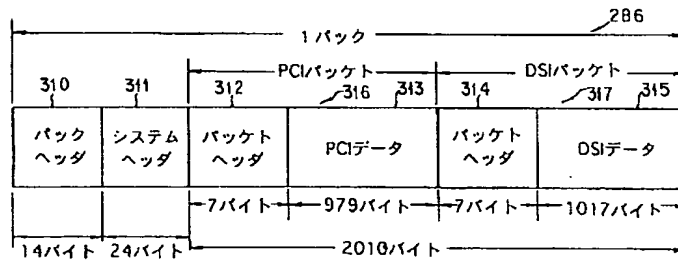 286
1パック
PCIパケット
DSIパケット
310
311
312
316
313
314
317
315
パック
ヘッダ
システム
ヘッダ
パケット
ヘッダ
PCIデータ
パケット
ヘッダ
DSIデータ
7バイト
979バイト
7バイト
1017バイト
14バイト
24バイト
2010バイト